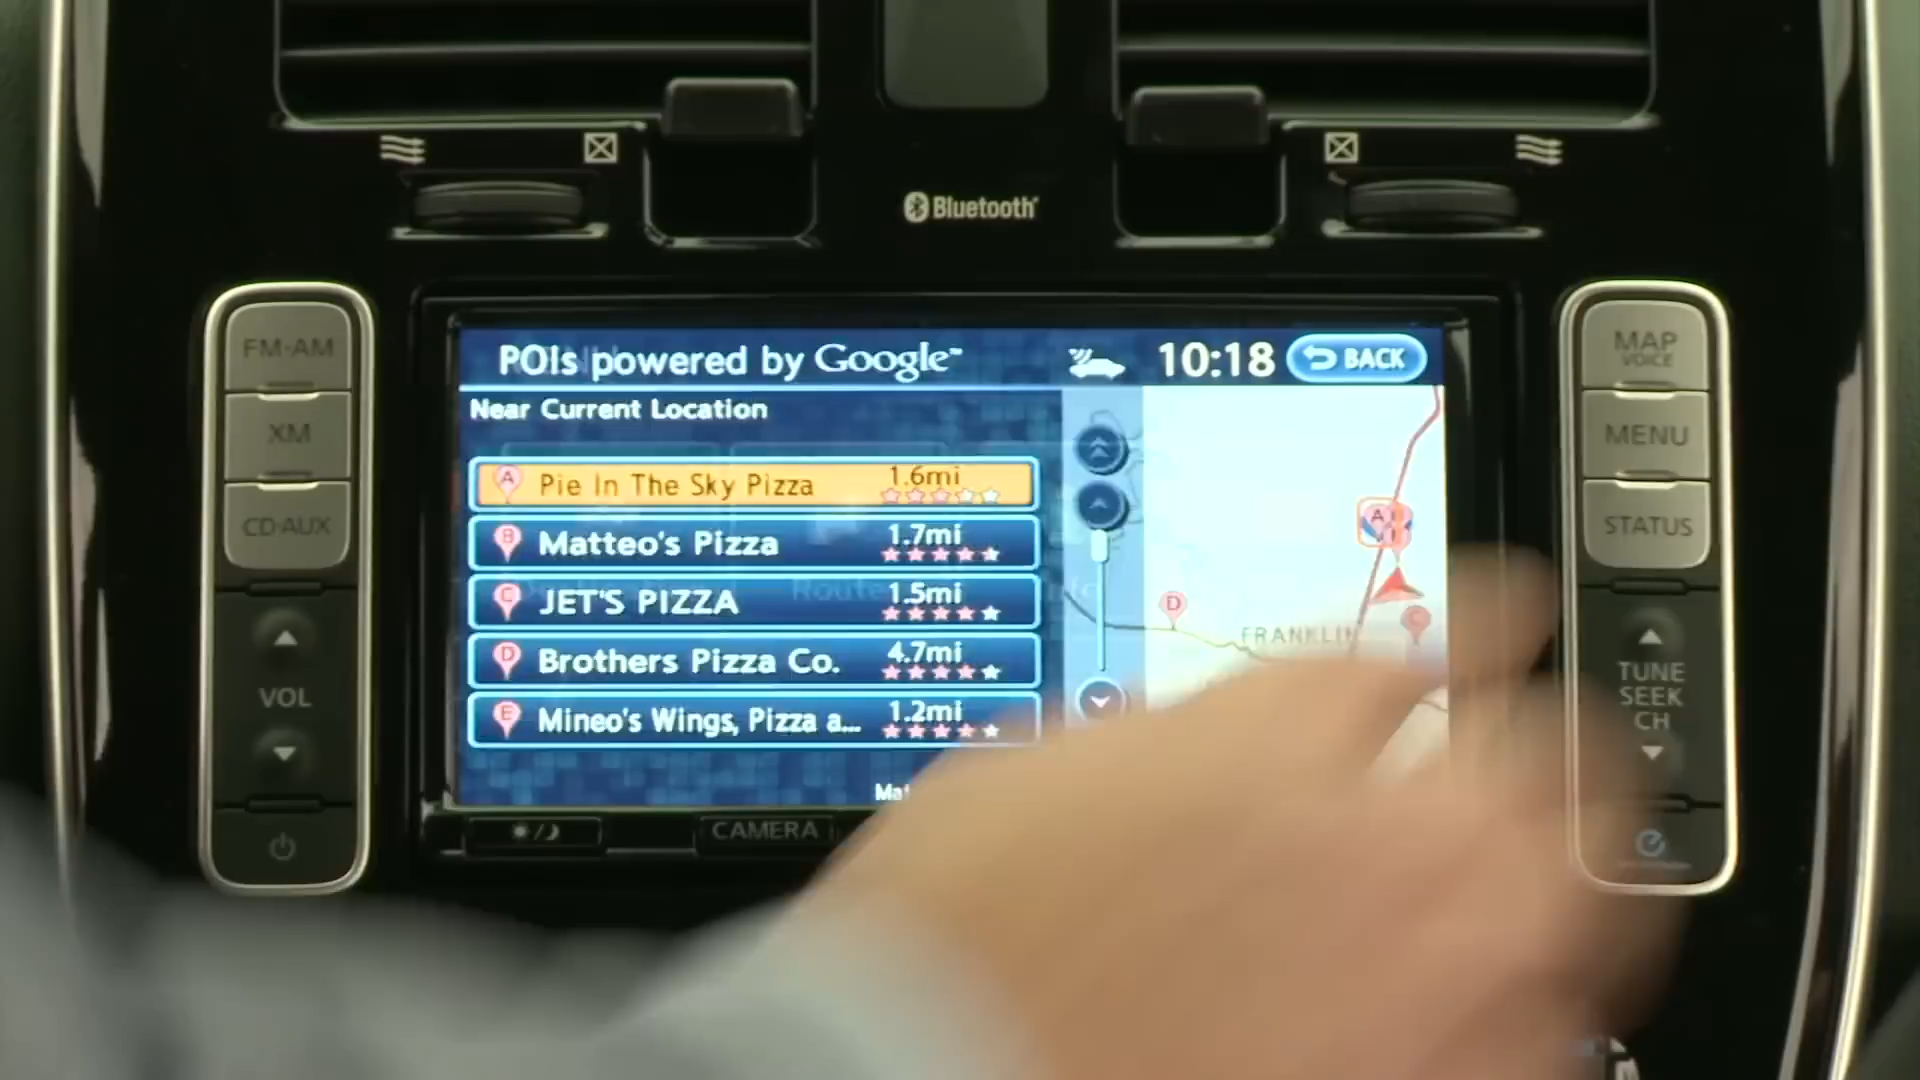 Bluetooth
FM·AM
XM
CD·AUX
VOL
POIs powered by Google™
10:18
BACK
Near Current Location
A Pie In The Sky Pizza 1.6mi
B Matteo's Pizza 1.7mi
C JET'S PIZZA 1.5mi
D Brothers Pizza Co. 4.7mi
E Mineo's Wings, Pizza a... 1.2mi
Route
A
D
C
FRANKLIN
CAMERA
MAP
VOICE
MENU
STATUS
TUNE
SEEK
CH